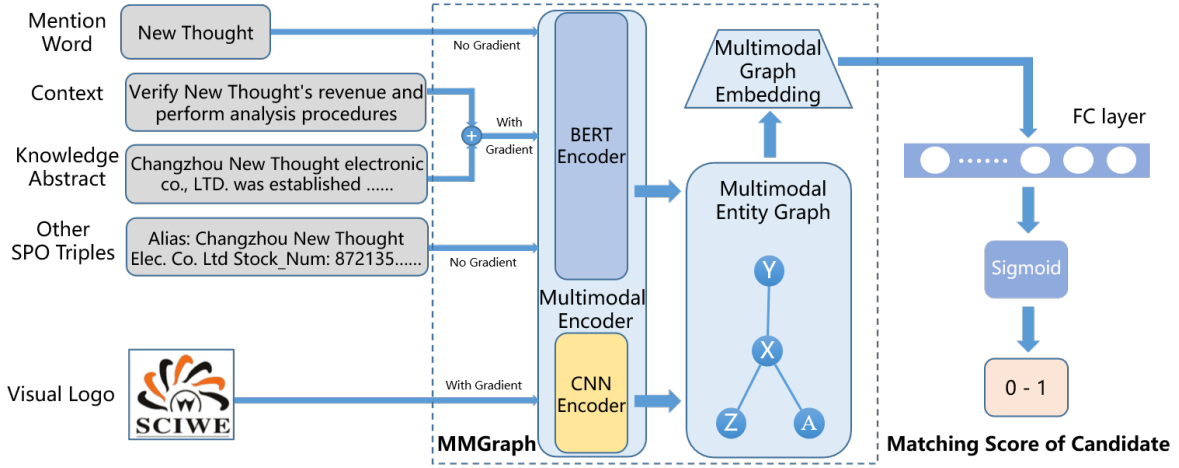 Mention
Word
New Thought
No Gradient
Context
Verify New Thought's revenue and
perform analysis procedures
+
With
Gradient
Knowledge
Abstract
Changzhou New Thought electronic
co., LTD. was established ......
Other
SPO Triples
Alias: Changzhou New Thought
Elec. Co. Ltd Stock_Num: 872135......
No Gradient
Visual Logo
SCIWE
With Gradient
BERT
Encoder
Multimodal
Encoder
CNN
Encoder
MMGraph
Multimodal
Graph
Embedding
Multimodal
Entity Graph
Y
X
Z
A
FC layer
......
Sigmoid
0 - 1
Matching Score of Candidate